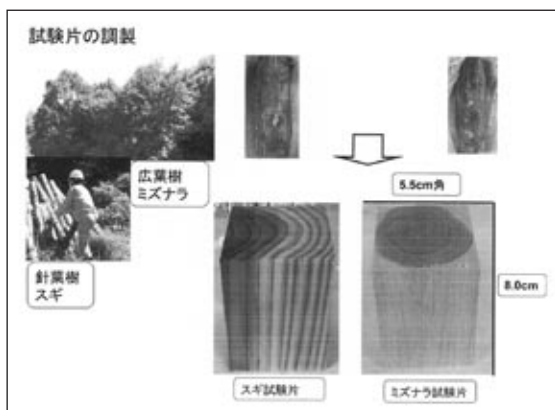 試験片の調製
広葉樹
ミズナラ
針葉樹
スギ
5.5cm角
8.0cm
スギ試験片
ミズナラ試験片